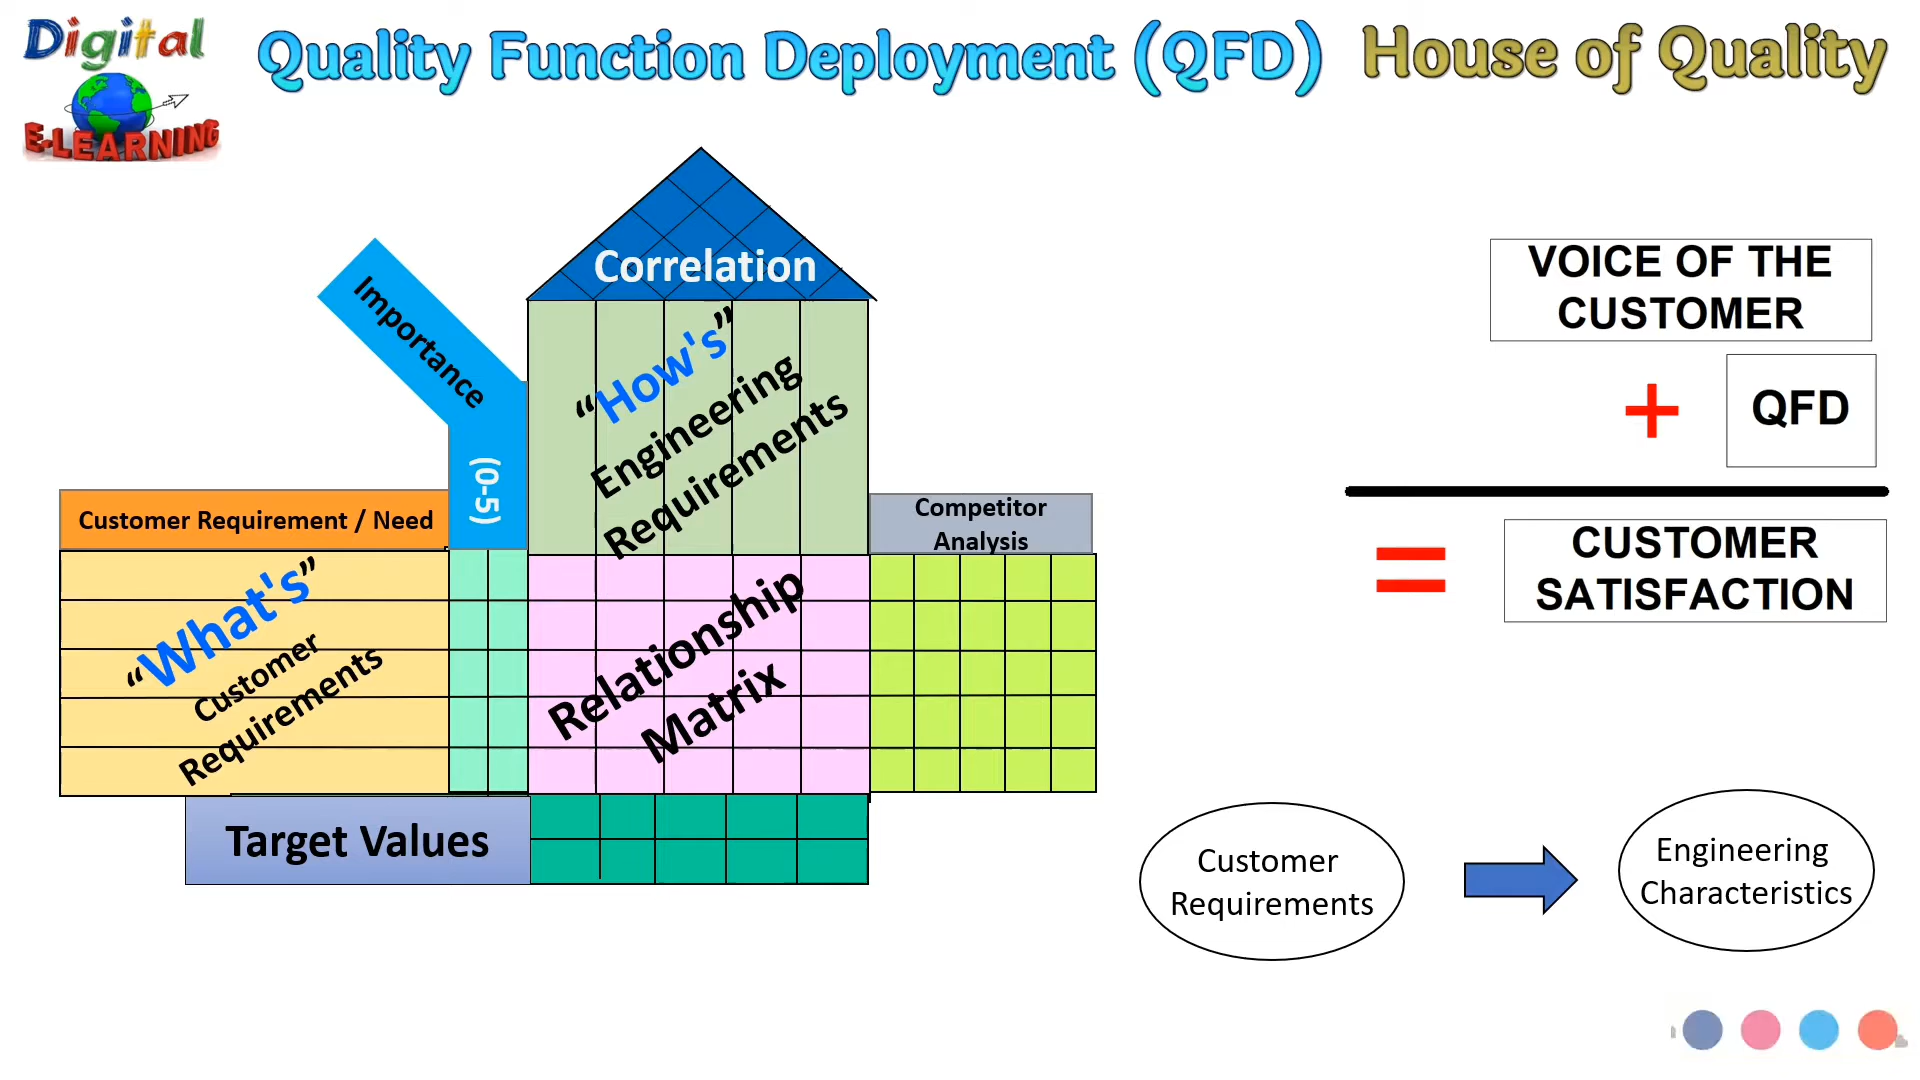 Digital
E-LEARNING
Quality Function Deployment (QFD) House of Quality
Correlation
Importance
(0-5)
“How's”
Engineering
Requirements
Customer Requirement / Need
Competitor
Analysis
“What's”
Customer
Requirements
Relationship
Matrix
Target Values
VOICE OF THE
CUSTOMER
+ QFD
= CUSTOMER
SATISFACTION
Customer
Requirements
Engineering
Characteristics